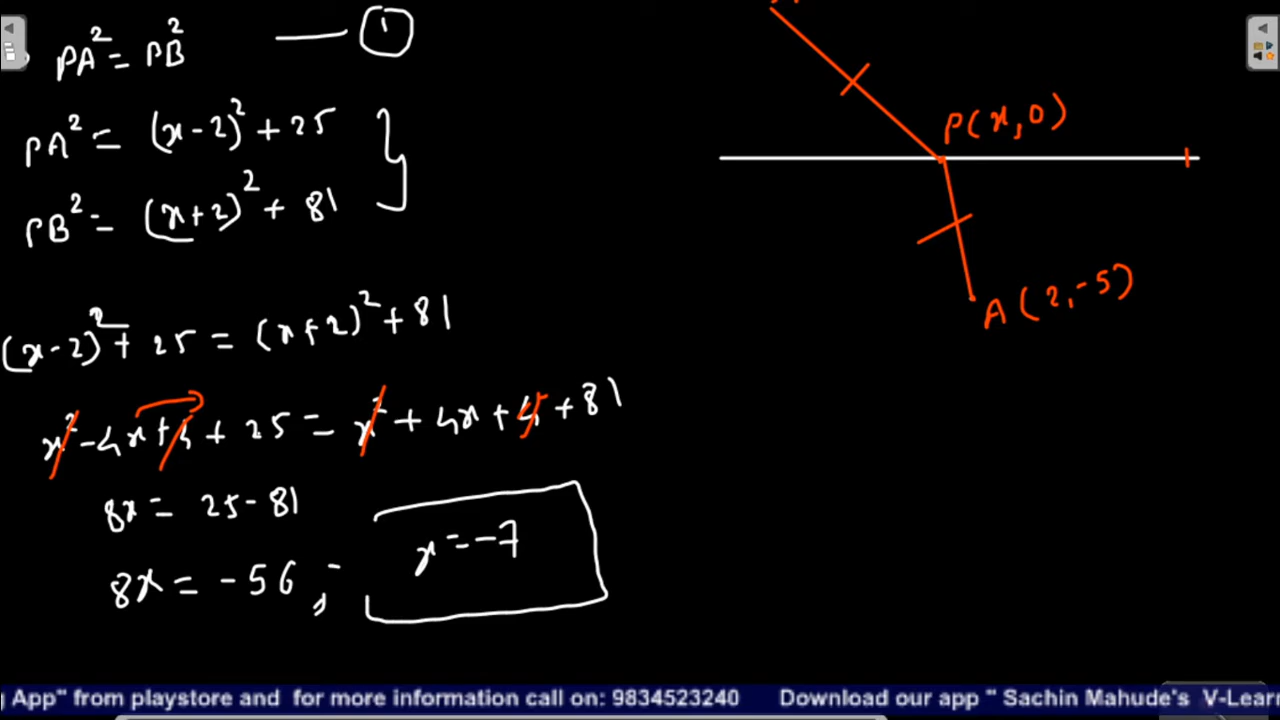 PA² = PB² —— ①
PA² = (x-2)² + 25
PB² = (x+2)² + 81
(x-2)² + 25 = (x+2)² + 81
x² - 4x + 4 + 25 = x² + 4x + 4 + 81
8x = 25 - 81
8x = -56 ,
x = -7
P(x, 0)
A (2, -5)
App" from playstore and for more information call on: 9834523240 Download our app " Sachin Mahude's V-Lear